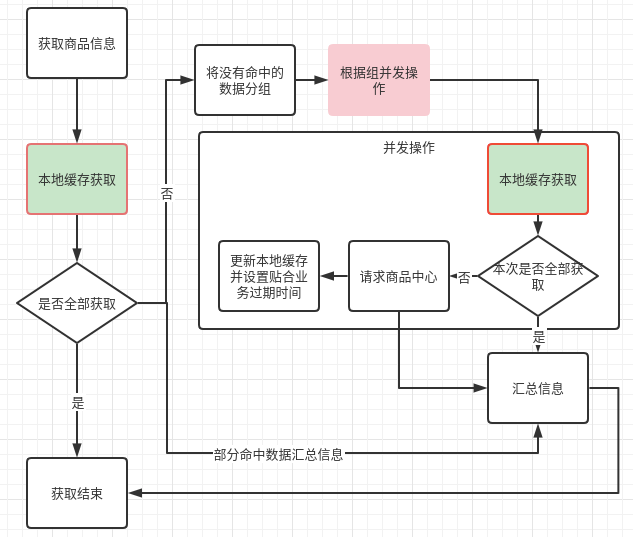 获取商品信息
将没有命中的
数据分组
根据组并发操
作
并发操作
本地缓存获取
本地缓存获取
否
更新本地缓存
并设置贴合业
务过期时间
请求商品中心
否
本次是否全部获
取
是否全部获取
是
汇总信息
是
部分命中数据汇总信息
获取结束